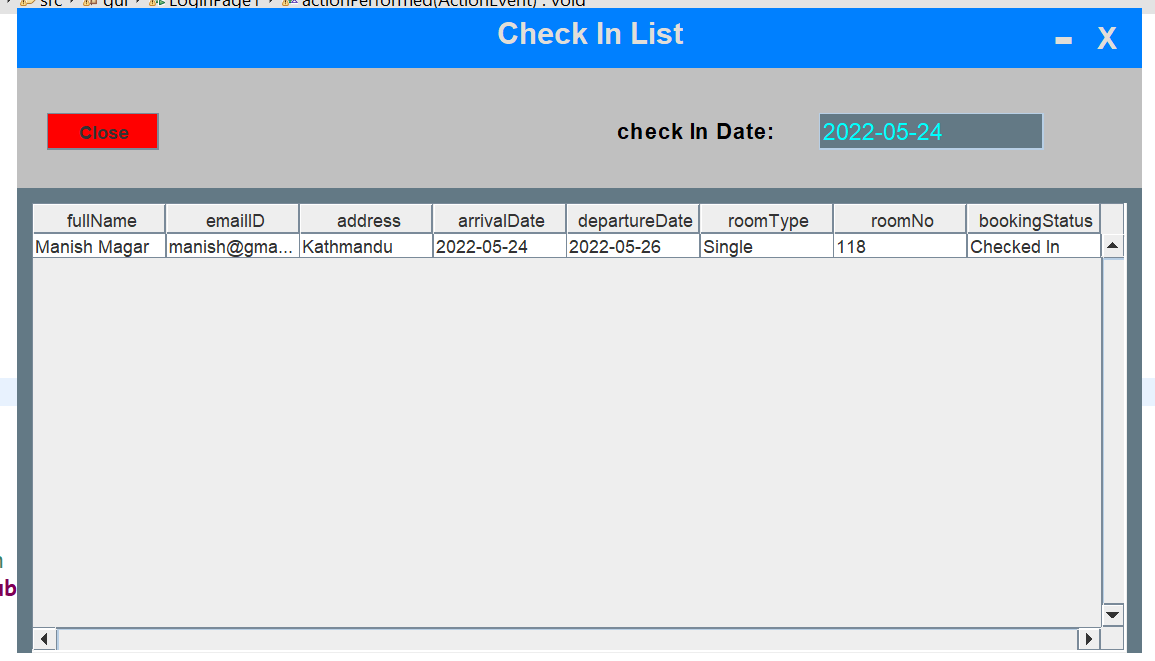 src gui LoginPage1 actionPerformed(ActionEvent) : void
Check In List
X
Close
check In Date:
2022-05-24
fullName emailID address arrivalDate departureDate roomType roomNo bookingStatus
Manish Magar manish@gma... Kathmandu 2022-05-24 2022-05-26 Single 118 Checked In